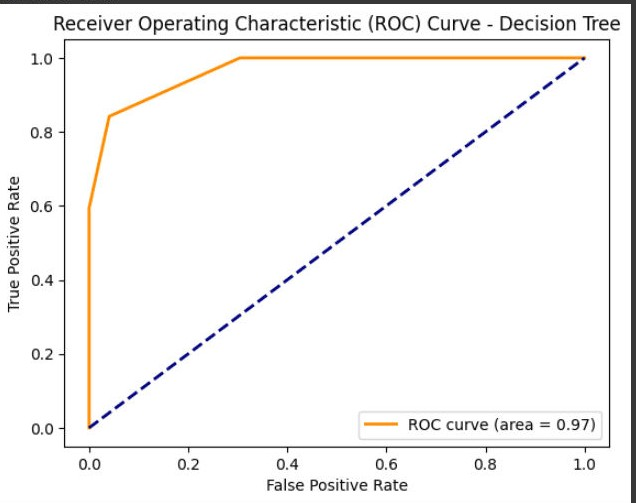 Receiver Operating Characteristic (ROC) Curve - Decision Tree
1.0
0.8
0.6
0.4
0.2
0.0
True Positive Rate
ROC curve (area = 0.97)
0.0 0.2 0.4 0.6 0.8 1.0
False Positive Rate